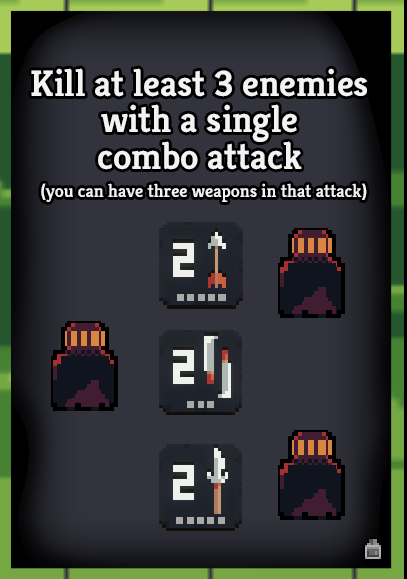 Kill at least 3 enemies
with a single
combo attack
(you can have three weapons in that attack)
2
2
2